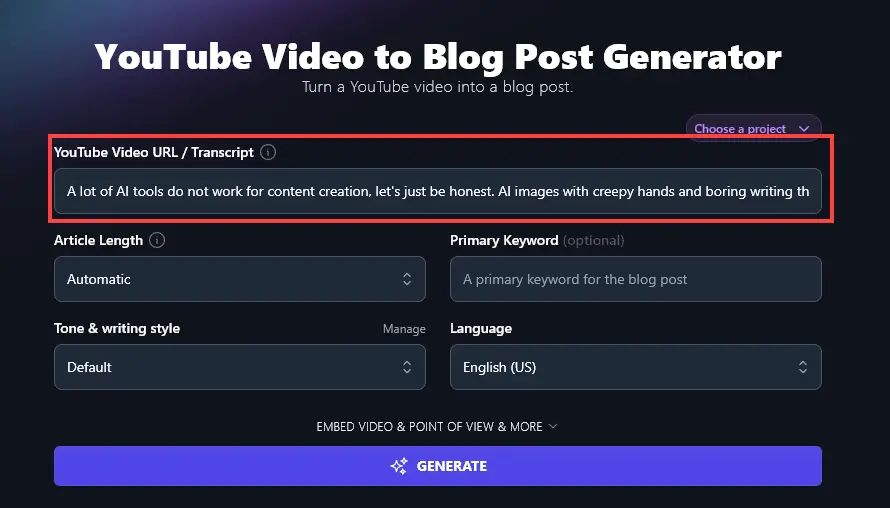 YouTube Video to Blog Post Generator
Turn a YouTube video into a blog post.
Choose a project
YouTube Video URL / Transcript
A lot of AI tools do not work for content creation, let's just be honest. AI images with creepy hands and boring writing th
Article Length
Primary Keyword (optional)
Automatic
A primary keyword for the blog post
Tone & writing style
Manage
Language
Default
English (US)
EMBED VIDEO & POINT OF VIEW & MORE
GENERATE